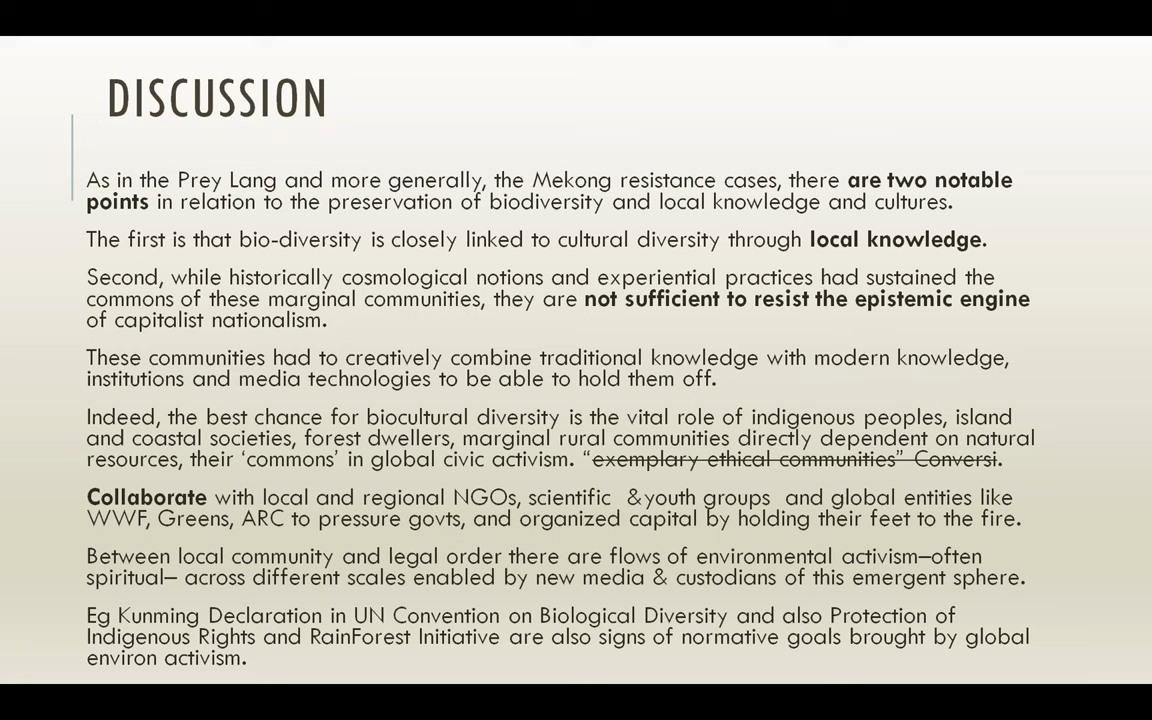 DISCUSSION
As in the Prey Lang and more generally, the Mekong resistance cases, there are two notable
points in relation to the preservation of biodiversity and local knowledge and cultures.
The first is that bio-diversity is closely linked to cultural diversity through local knowledge.
Second, while historically cosmological notions and experiential practices had sustained the
commons of these marginal communities, they are not sufficient to resist the epistemic engine
of capitalist nationalism.
These communities had to creatively combine traditional knowledge with modern knowledge,
institutions and media technologies to be able to hold them off.
Indeed, the best chance for biocultural diversity is the vital role of indigenous peoples, island
and coastal societies, forest dwellers, marginal rural communities directly dependent on natural
resources, their ‘commons’ in global civic activism. “exemplary ethical communities” Conversi.
Collaborate with local and regional NGOs, scientific &youth groups and global entities like
WWF, Greens, ARC to pressure govts, and organized capital by holding their feet to the fire.
Between local community and legal order there are flows of environmental activism—often
spiritual— across different scales enabled by new media & custodians of this emergent sphere.
Eg Kunming Declaration in UN Convention on Biological Diversity and also Protection of
Indigenous Rights and RainForest Initiative are also signs of normative goals brought by global
environ activism.